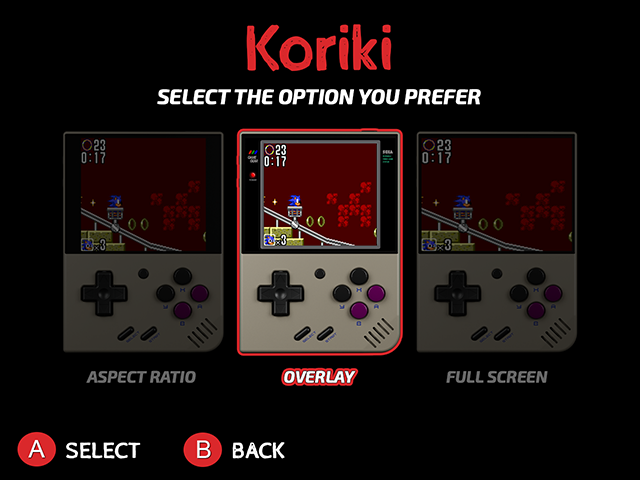 Koriki
SELECT THE OPTION YOU PREFER
23
0:17
3
23
0:17
3
SEGA
23
0:17
3
Y
X
A
B
Y
X
A
B
Y
X
A
B
ASPECT RATIO
OVERLAY
FULL SCREEN
A SELECT
B BACK